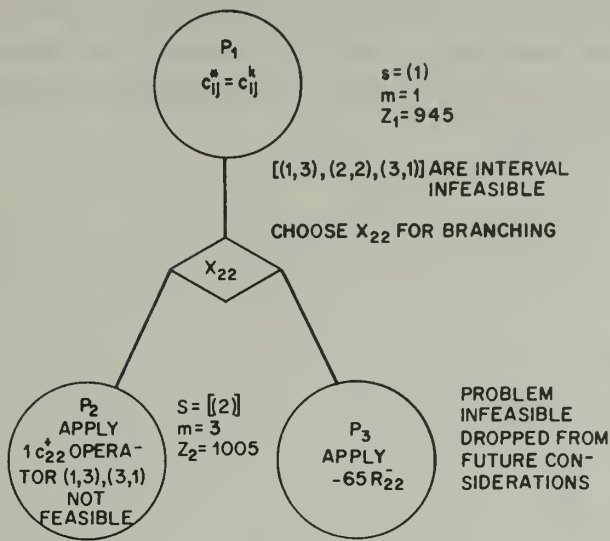 P₁
c*ij = cᵏij
s = (1)
m = 1
Z₁ = 945
[(1,3), (2,2), (3,1)] ARE INTERVAL
INFEASIBLE
CHOOSE X₂₂ FOR BRANCHING
X₂₂
P₂
APPLY
1 c⁺₂₂ OPERA-
TOR (1,3),(3,1)
NOT
FEASIBLE
S = [(2)]
m = 3
Z₂ = 1005
P₃
APPLY
-65 R⁻₂₂
PROBLEM
INFEASIBLE
DROPPED FROM
FUTURE CON-
SIDERATIONS